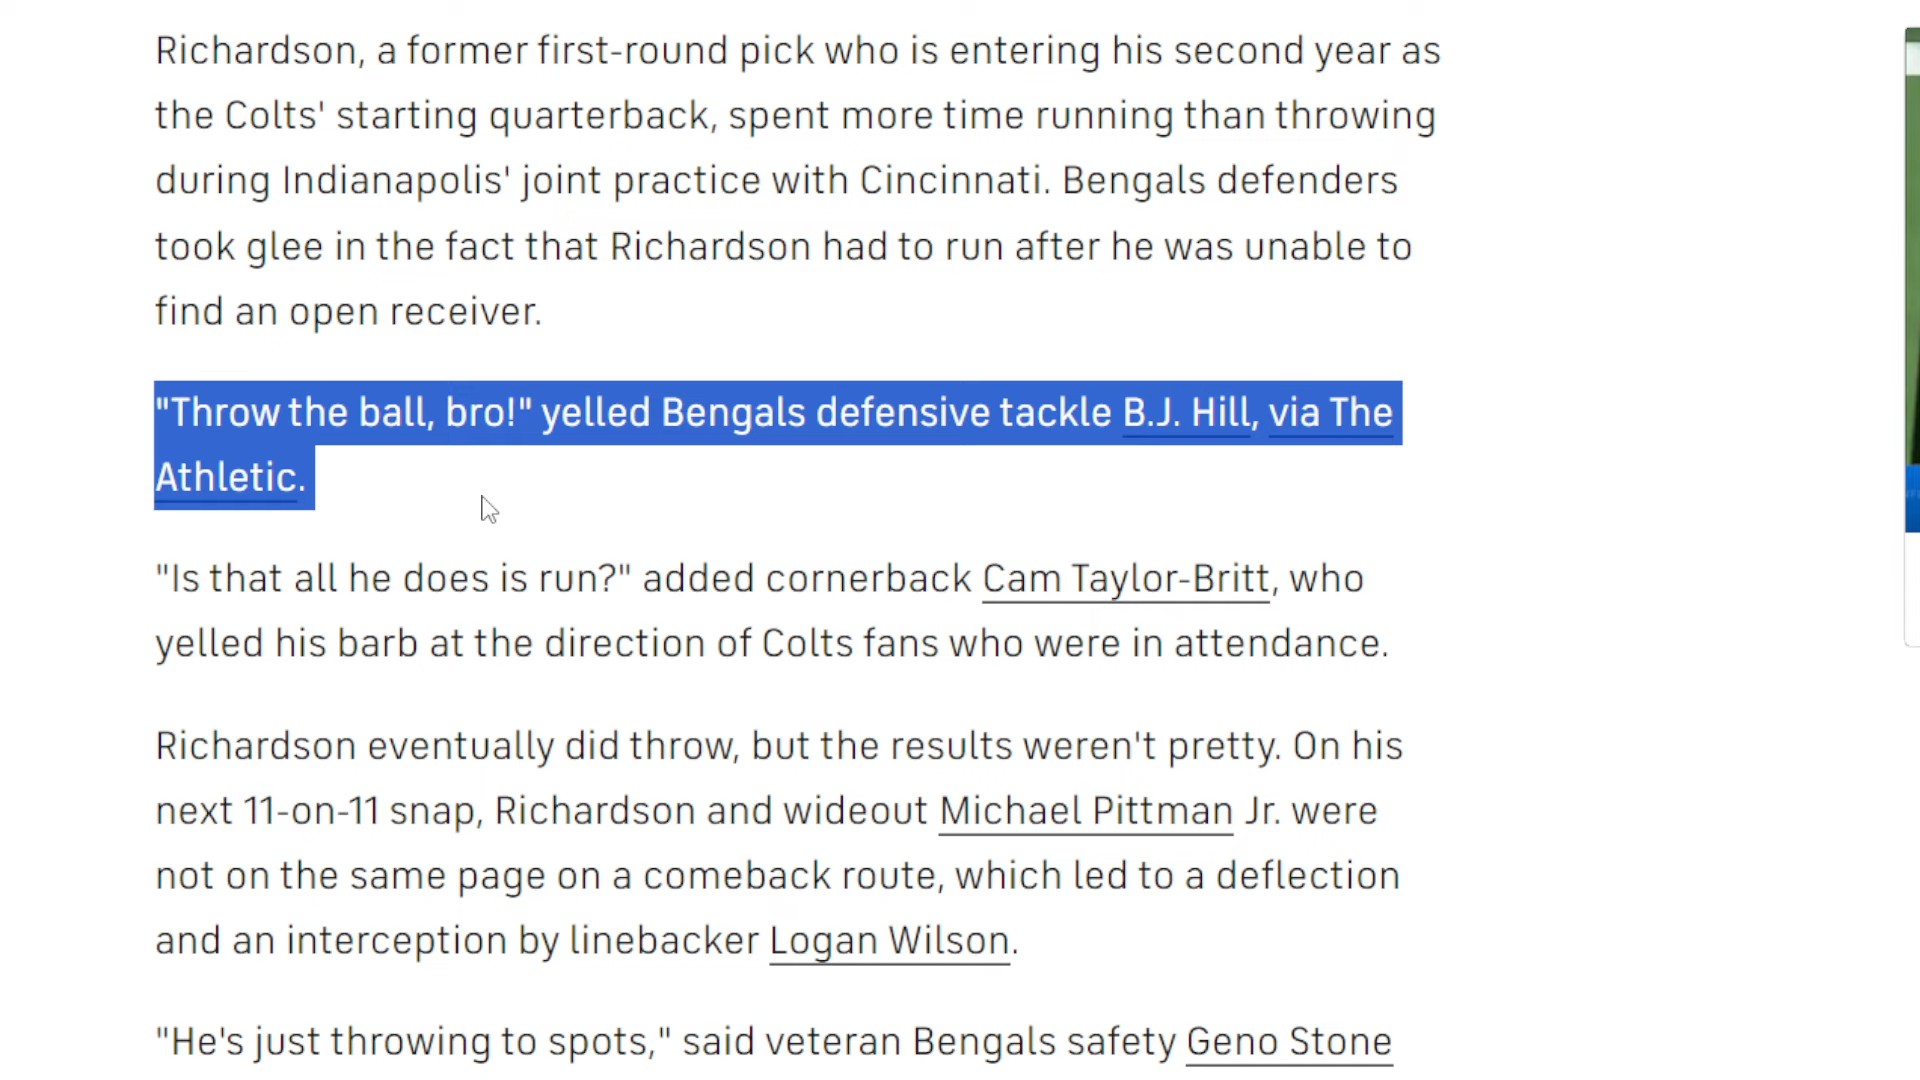 Richardson, a former first-round pick who is entering his second year as
the Colts' starting quarterback, spent more time running than throwing
during Indianapolis' joint practice with Cincinnati. Bengals defenders
took glee in the fact that Richardson had to run after he was unable to
find an open receiver.
"Throw the ball, bro!" yelled Bengals defensive tackle B.J. Hill, via The
Athletic.
"Is that all he does is run?" added cornerback Cam Taylor-Britt, who
yelled his barb at the direction of Colts fans who were in attendance.
Richardson eventually did throw, but the results weren't pretty. On his
next 11-on-11 snap, Richardson and wideout Michael Pittman Jr. were
not on the same page on a comeback route, which led to a deflection
and an interception by linebacker Logan Wilson.
"He's just throwing to spots," said veteran Bengals safety Geno Stone